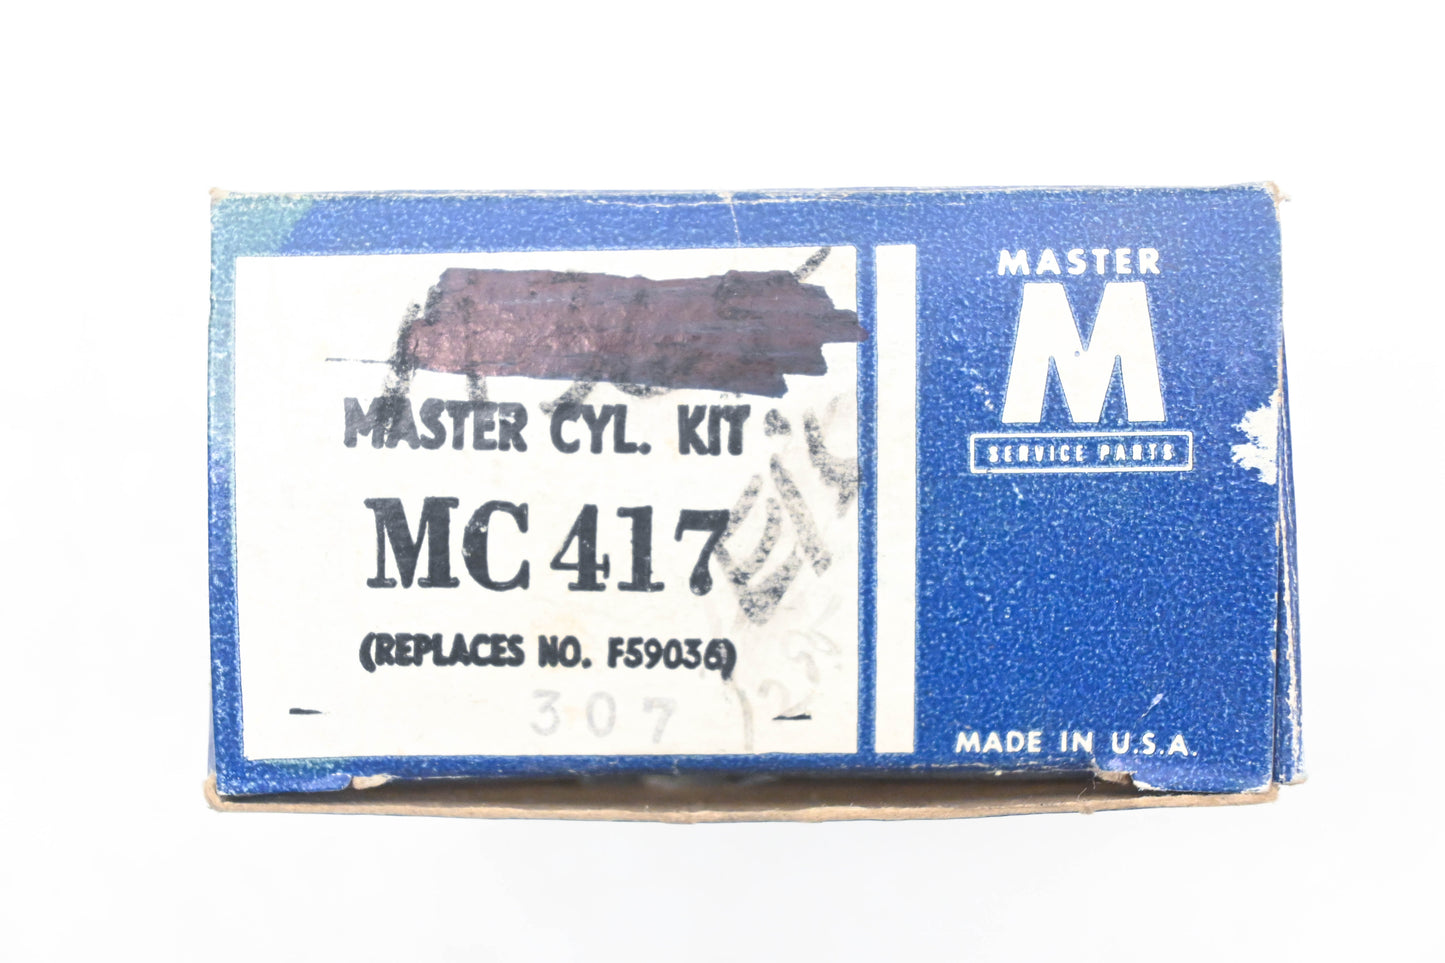 MASTER CYL. KIT
MC 417
(REPLACES NO. F59036)
307
MASTER
M
SERVICE PARTS
MADE IN U.S.A.